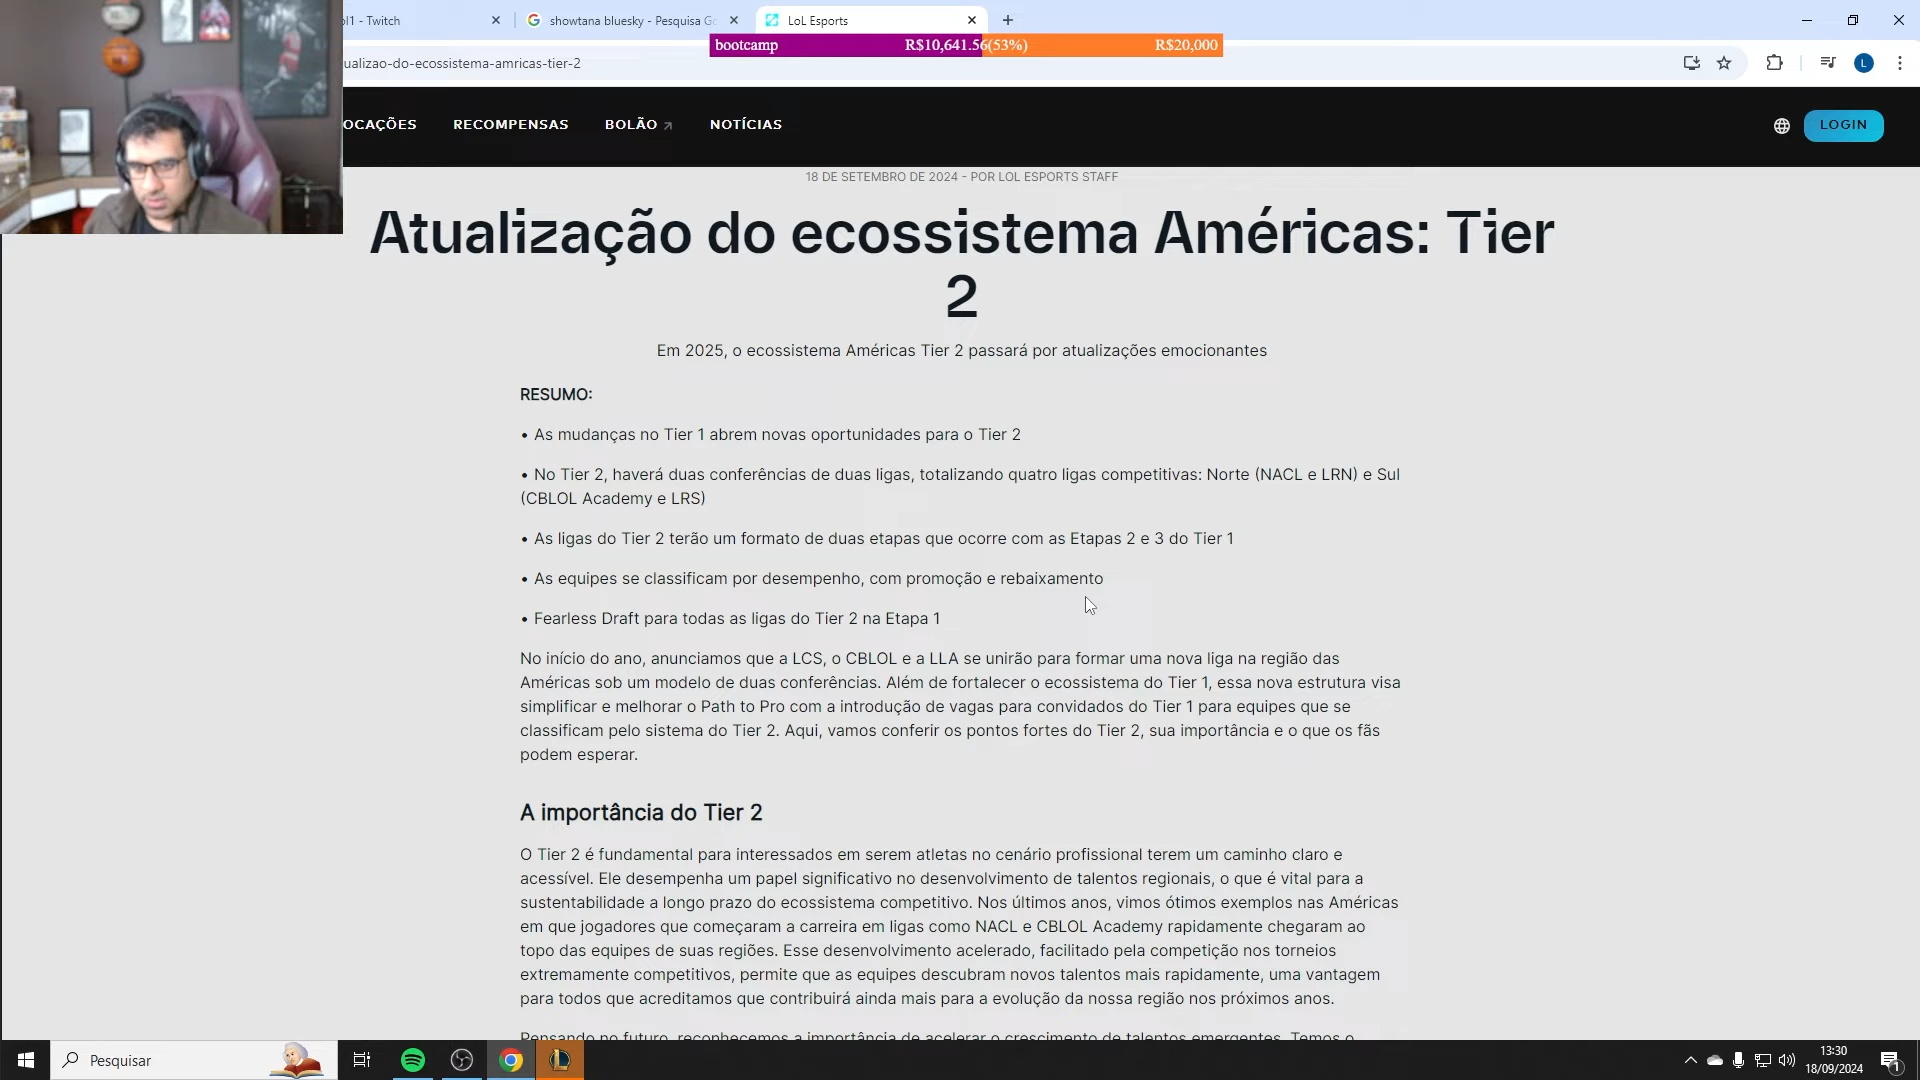 ol1 - Twitch
showtana bluesky - Pesquisa Go
LoL Esports
bootcamp R$10,641.56(53%) R$20,000
ualizao-do-ecossistema-amricas-tier-2
L
OCAÇÕES RECOMPENSAS BOLÃO NOTÍCIAS LOGIN
18 DE SETEMBRO DE 2024 - POR LOL ESPORTS STAFF
Atualização do ecossistema Américas: Tier
2
Em 2025, o ecossistema Américas Tier 2 passará por atualizações emocionantes
RESUMO:
• As mudanças no Tier 1 abrem novas oportunidades para o Tier 2
• No Tier 2, haverá duas conferências de duas ligas, totalizando quatro ligas competitivas: Norte (NACL e LRN) e Sul
(CBLOL Academy e LRS)
• As ligas do Tier 2 terão um formato de duas etapas que ocorre com as Etapas 2 e 3 do Tier 1
• As equipes se classificam por desempenho, com promoção e rebaixamento
• Fearless Draft para todas as ligas do Tier 2 na Etapa 1
No início do ano, anunciamos que a LCS, o CBLOL e a LLA se unirão para formar uma nova liga na região das
Américas sob um modelo de duas conferências. Além de fortalecer o ecossistema do Tier 1, essa nova estrutura visa
simplificar e melhorar o Path to Pro com a introdução de vagas para convidados do Tier 1 para equipes que se
classificam pelo sistema do Tier 2. Aqui, vamos conferir os pontos fortes do Tier 2, sua importância e o que os fãs
podem esperar.
A importância do Tier 2
O Tier 2 é fundamental para interessados em serem atletas no cenário profissional terem um caminho claro e
acessível. Ele desempenha um papel significativo no desenvolvimento de talentos regionais, o que é vital para a
sustentabilidade a longo prazo do ecossistema competitivo. Nos últimos anos, vimos ótimos exemplos nas Américas
em que jogadores que começaram a carreira em ligas como NACL e CBLOL Academy rapidamente chegaram ao
topo das equipes de suas regiões. Esse desenvolvimento acelerado, facilitado pela competição nos torneios
extremamente competitivos, permite que as equipes descubram novos talentos mais rapidamente, uma vantagem
para todos que acreditamos que contribuirá ainda mais para a evolução da nossa região nos próximos anos.
Pensando no futuro, reconhecemos a importância de acelerar o crescimento de talentos emergentes. Temos o
Pesquisar
13:30
18/09/2024
1